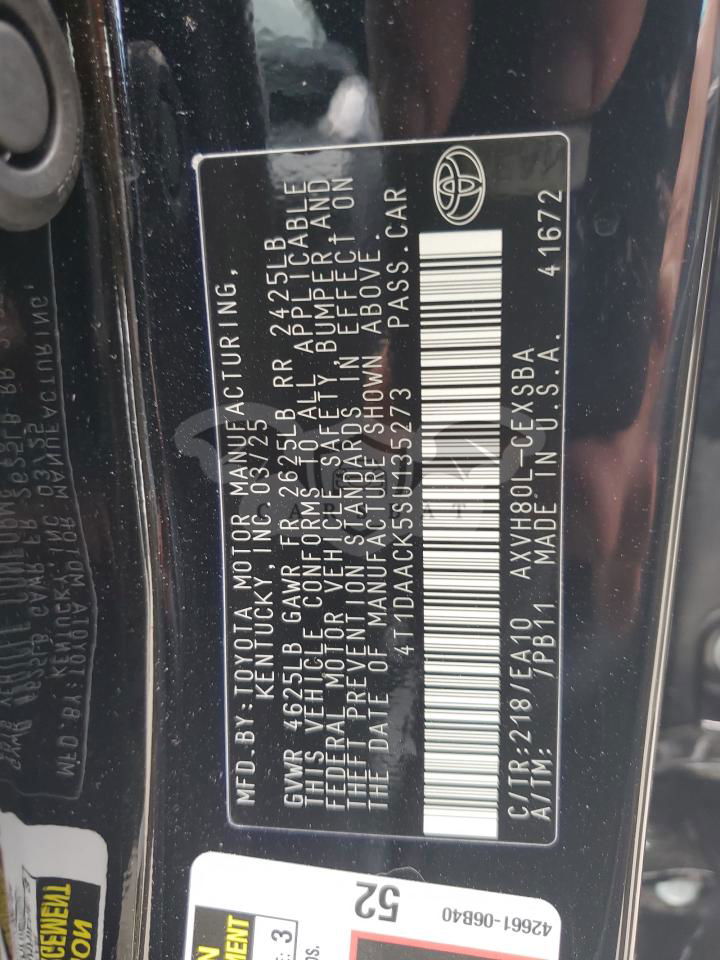 MFD.BY:TOYOTA MOTOR MANUFACTURING,
KENTUCKY,INC.03/25
GVWR 4625LB GAWR FR 2625LB RR 2425LB
THIS VEHICLE CONFORMS TO ALL APPLICABLE
FEDERAL MOTOR VEHICLE SAFETY,BUMPER,AND
THEFT PREVENTION STANDARDS IN EFFECT ON
THE DATE OF MANUFACTURE SHOWN ABOVE.
4T1DAACK5SU135273 PASS.CAR
C/TR:218/EA10 AXVH80L-CEXSBA
A/TM: /PB11 MADE IN U.S.A. 41672
52
42661-06B40
3